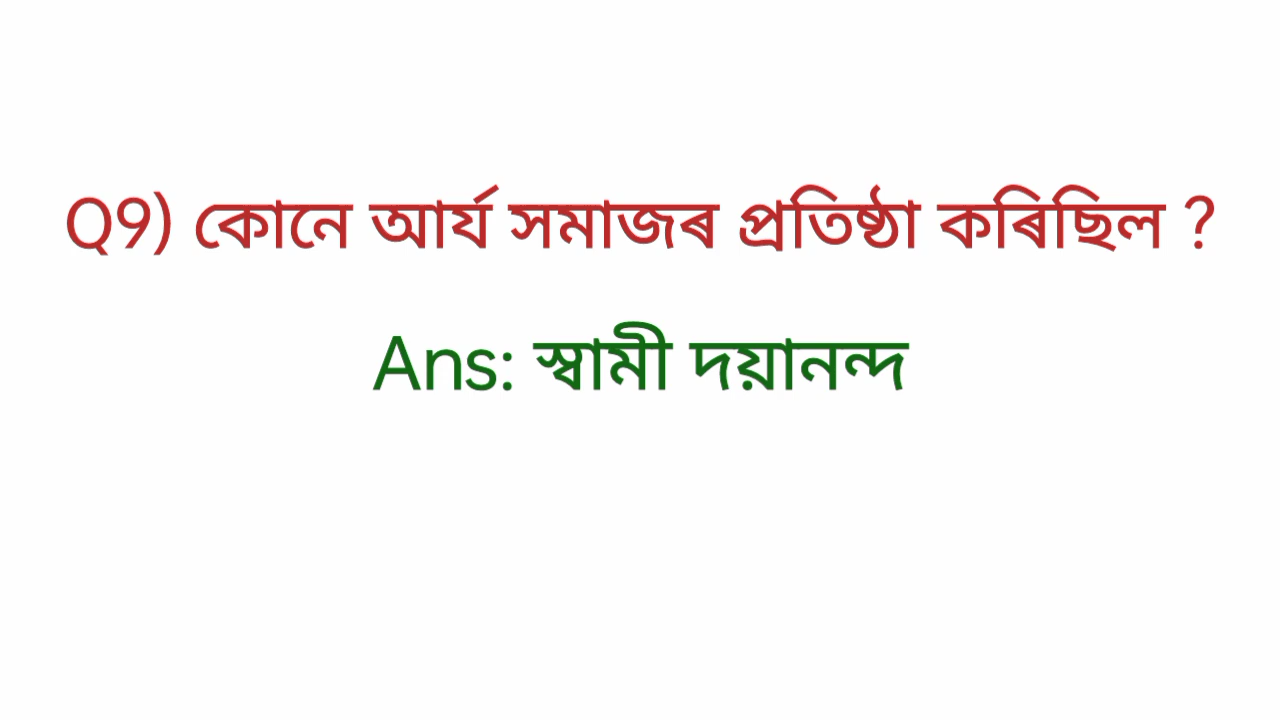 Q9) কোনে আৰ্য সমাজৰ প্ৰতিষ্ঠা কৰিছিল ?
Ans: স্বামী দয়ানন্দ